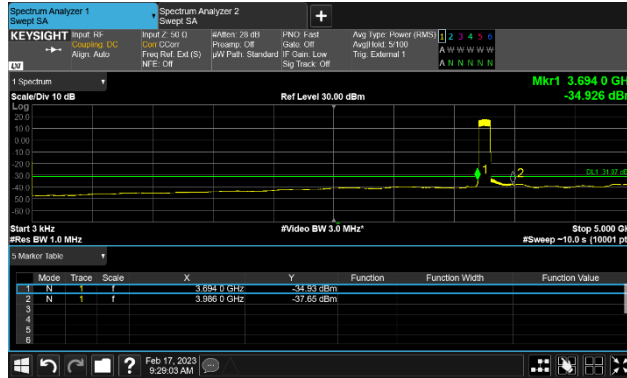 Spectrum Analyzer 1
Swept SA
Spectrum Analyzer 2
Swept SA
+
KEYSIGHT
Input: RF
Coupling: DC
Align: Auto
Input Z: 50 Ω
Corr CCorr
Freq Ref: Ext (S)
NFE: Off
#Atten: 28 dB
Preamp: Off
µW Path: Standard
PNO: Fast
Gate: Off
IF Gain: Low
Sig Track: Off
Avg Type: Power (RMS)
Avg|Hold: 5/100
Trig: External 1
1 2 3 4 5 6
A W W W W W
A N N N N N
LXI
1 Spectrum
Scale/Div 10 dB
Ref Level 30.00 dBm
Mkr1 3.694 0 GH
-34.926 dB
Log
20.0
10.0
0.00
-10.0
-20.0
-30.0
-40.0
-50.0
-60.0
1
2
Start 3 kHz
#Res BW 1.0 MHz
#Video BW 3.0 MHz*
Stop 5.000 G
#Sweep ~10.0 s (10001 pt
5 Marker Table
Mode Trace Scale X Y Function Function Width Function Value
1 N 1 f 3.694 0 GHz -34.93 dBm
2 N 1 f 3.986 0 GHz -37.65 dBm
3
4
5
6
?
Feb 17, 2023
9:29:03 AM